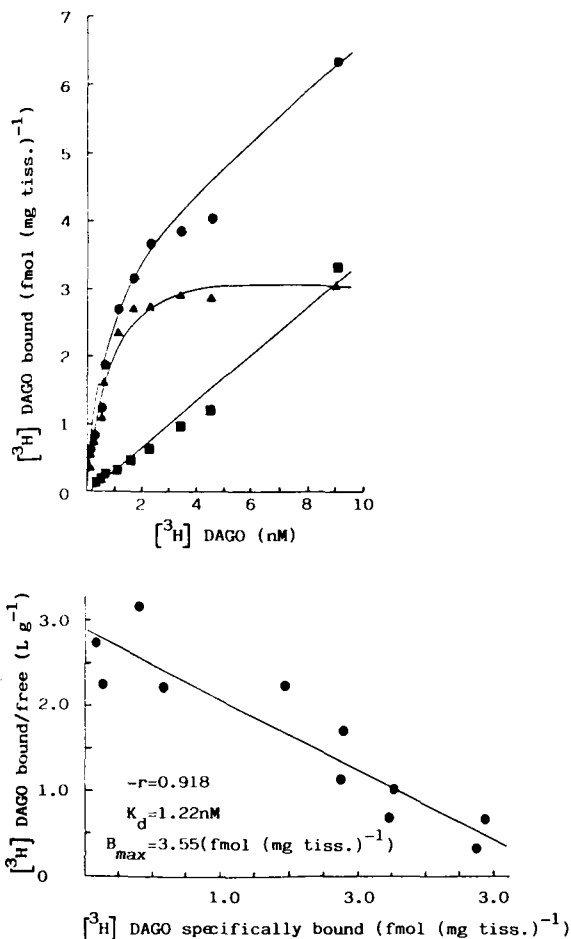 7
6
5
4
3
2
1
0
[³H] DAGO bound (fmol (mg tiss.)⁻¹
2 4 6 8 10
[³H] DAGO (nM)
3.0
2.0
1.0
0
[³H] DAGO bound/free (L g⁻¹)
-r=0.918
K_d=1.22nM
B_max=3.55(fmol (mg tiss.)⁻¹)
1.0 3.0 3.0
[³H] DAGO specifically bound (fmol (mg tiss.)⁻¹